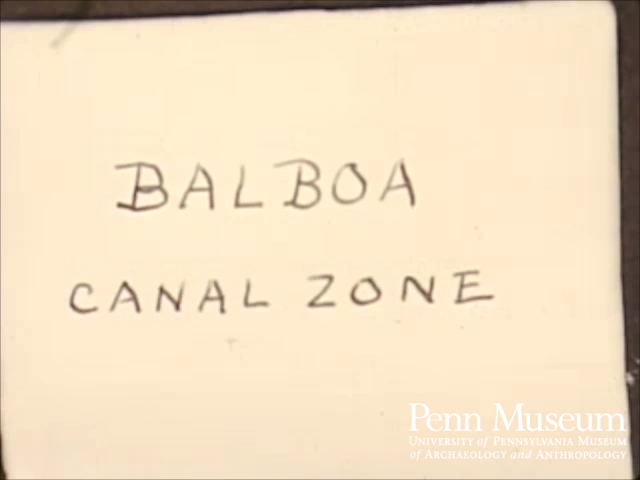 BALBOA
CANAL ZONE
Penn Museum
UNIVERSITY of PENNSYLVANIA MUSEUM
of ARCHAEOLOGY and ANTHROPOLOGY